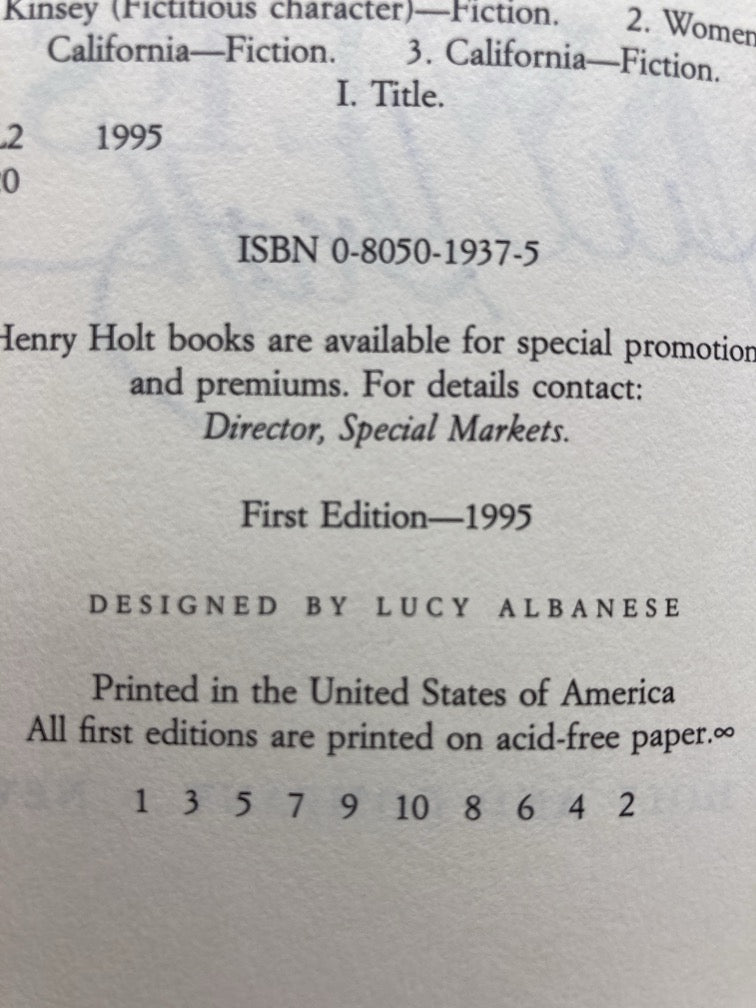 Kinsey (Fictitious character)—Fiction. 2. Women
California—Fiction. 3. California—Fiction.
I. Title.
.2 1995
0
ISBN 0-8050-1937-5
Henry Holt books are available for special promotion
and premiums. For details contact:
Director, Special Markets.
First Edition—1995
DESIGNED BY LUCY ALBANESE
Printed in the United States of America
All first editions are printed on acid-free paper.∞
1 3 5 7 9 10 8 6 4 2